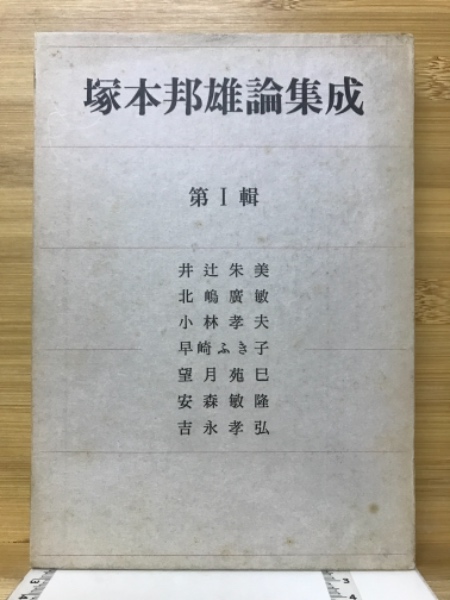 塚本邦雄論集成
第Ⅰ輯
井辻朱美
北嶋廣敏
小林孝夫
早崎ふき子
望月苑巳
安森敏隆
吉永孝弘